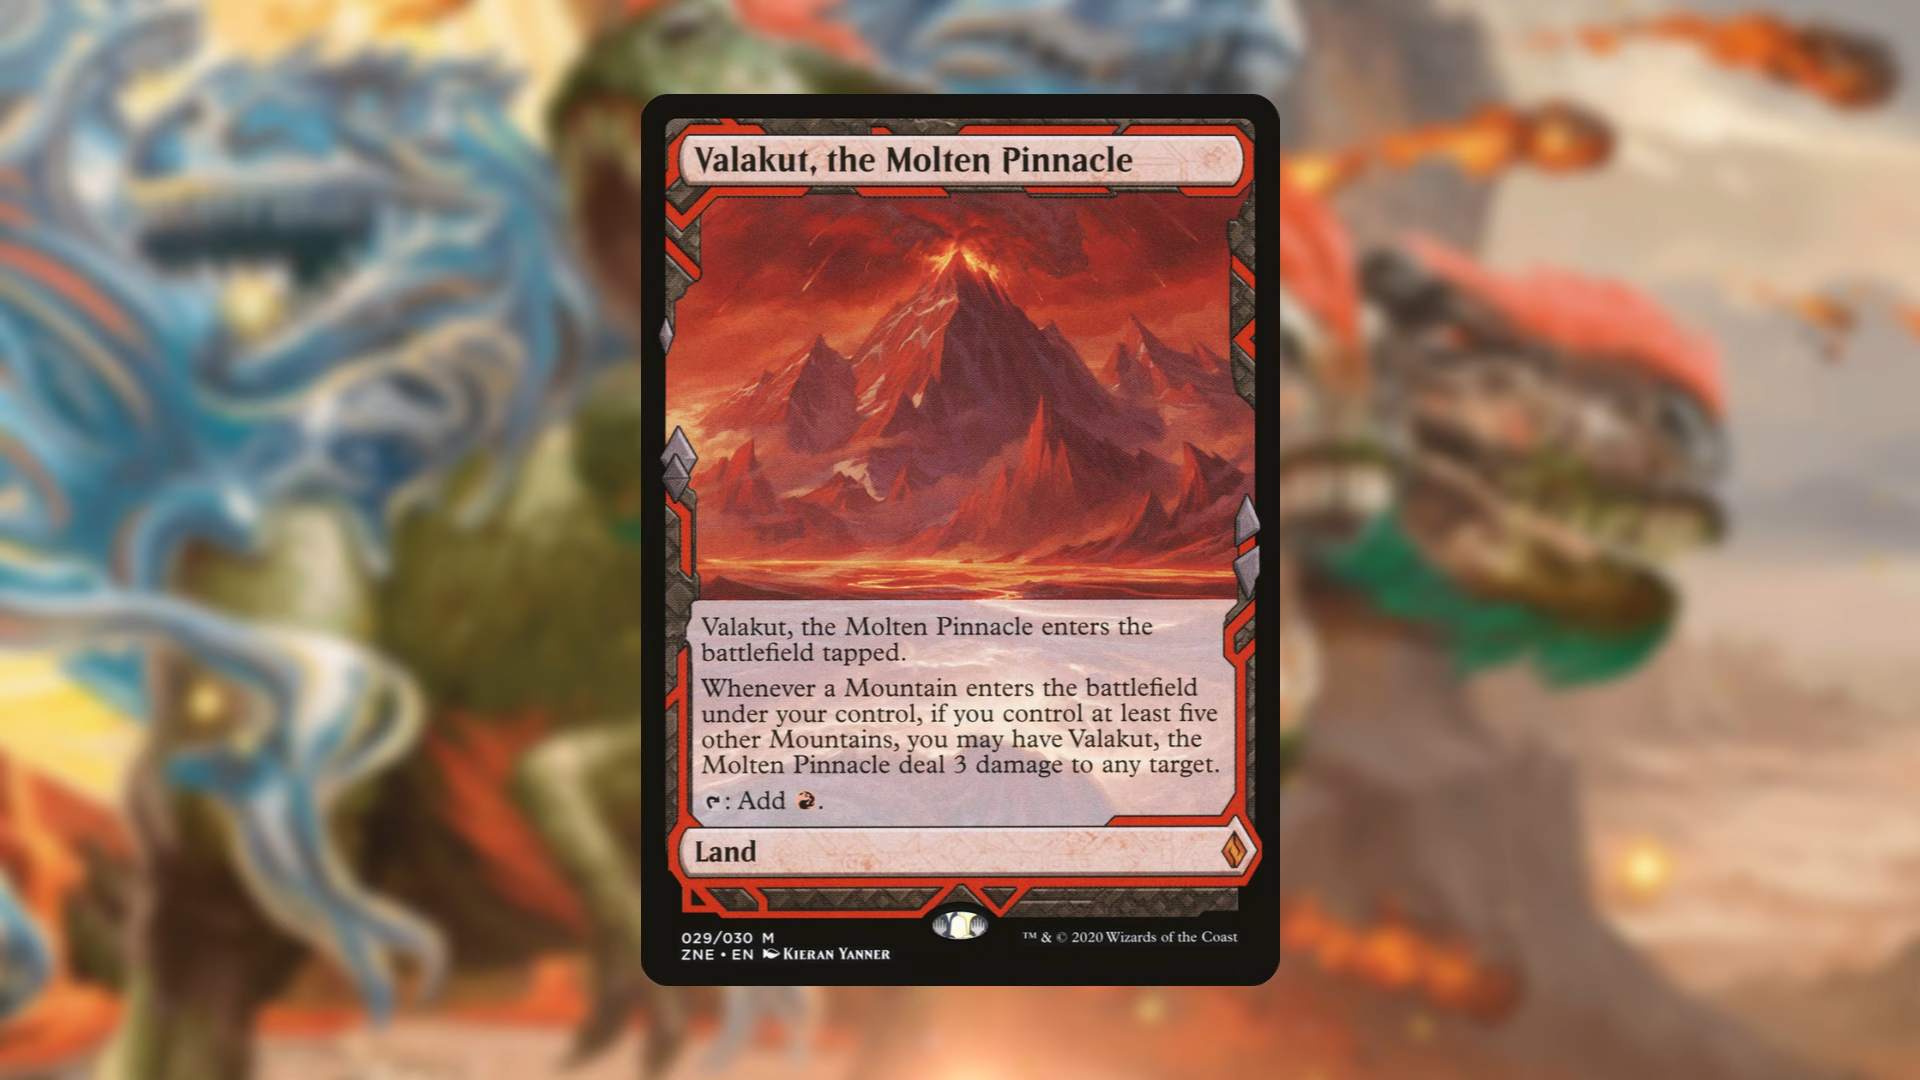 Valakut, the Molten Pinnacle
Valakut, the Molten Pinnacle enters the
battlefield tapped.
Whenever a Mountain enters the battlefield
under your control, if you control at least five
other Mountains, you may have Valakut, the
Molten Pinnacle deal 3 damage to any target.
: Add .
Land
029/030 M
ZNE • EN Kieran Yanner
™ & © 2020 Wizards of the Coast